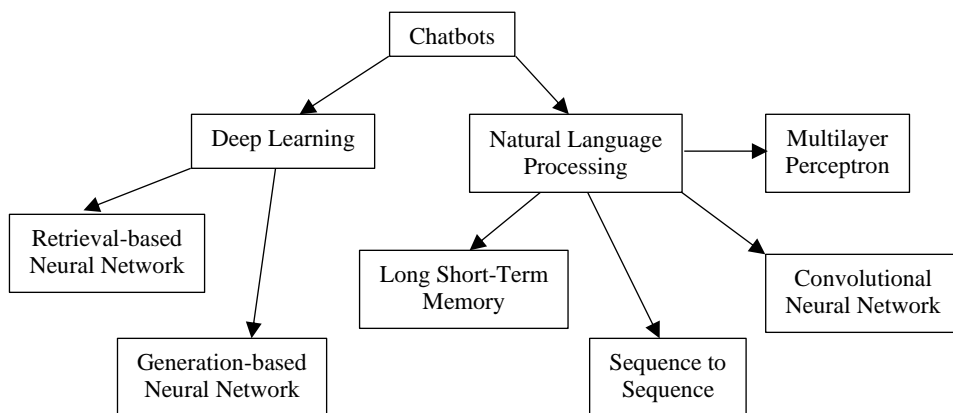 Chatbots
Deep Learning
Natural Language
Processing
Multilayer
Perceptron
Retrieval-based
Neural Network
Long Short-Term
Memory
Convolutional
Neural Network
Generation-based
Neural Network
Sequence to
Sequence